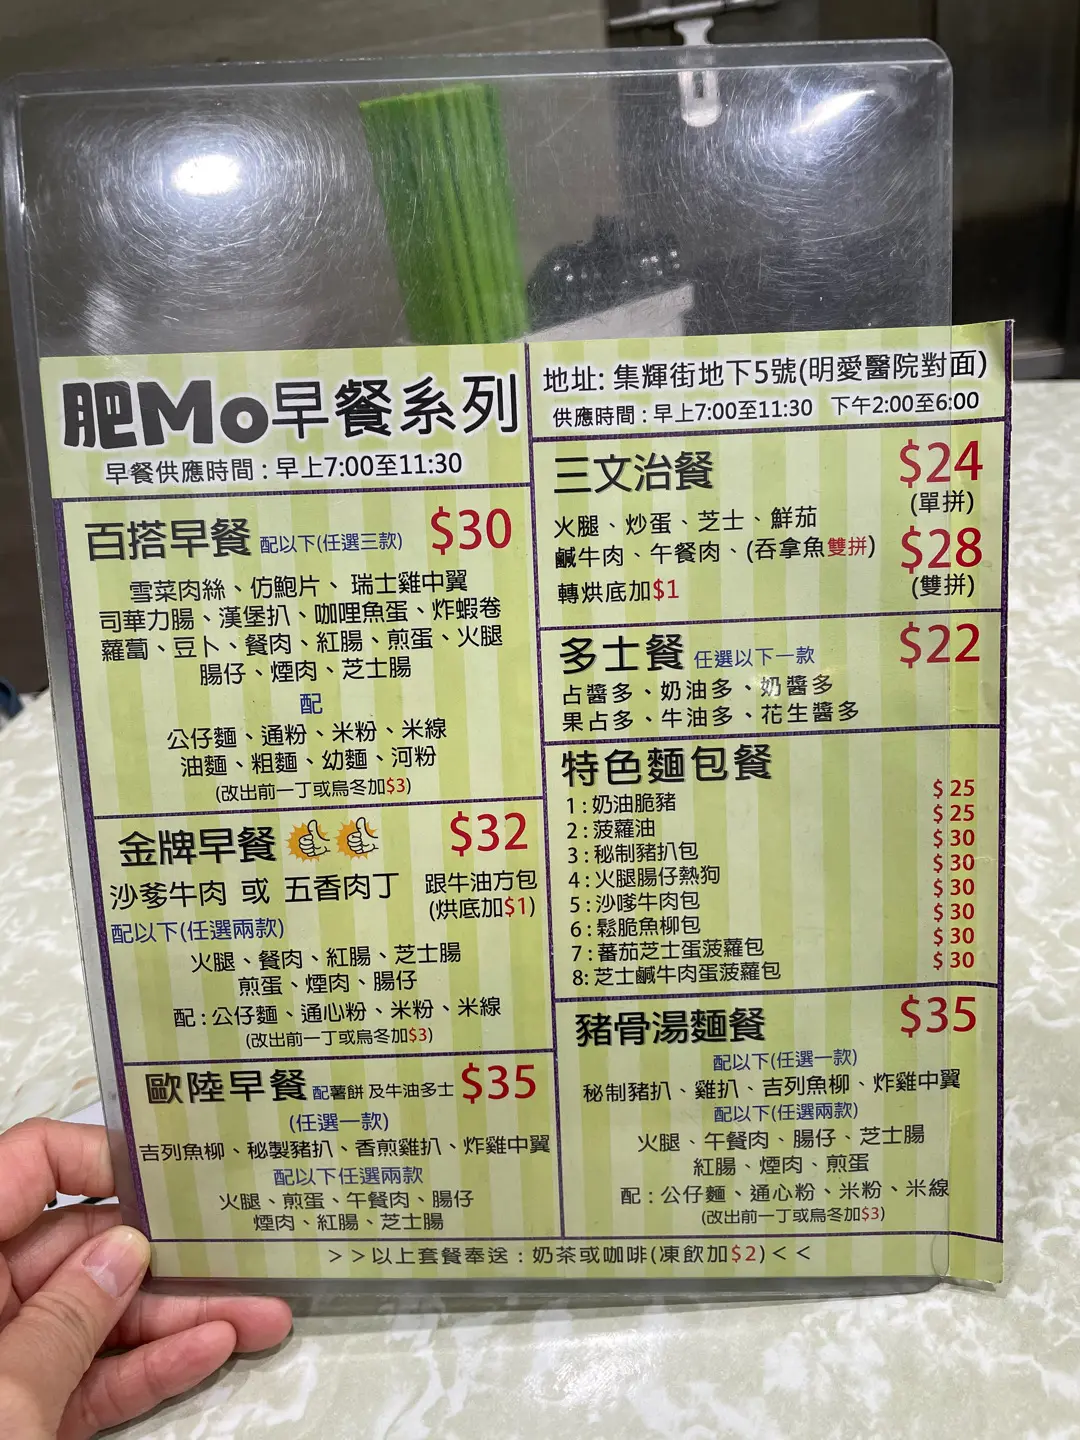 肥Mo早餐系列
早餐供應時間：早上7:00至11:30
百搭早餐 配以下(任選三款) $30
雪菜肉絲、仿鮑片、瑞士雞中翼
司華力腸、漢堡扒、咖哩魚蛋、炸蝦卷
蘿蔔、豆卜、餐肉、紅腸、煎蛋、火腿
腸仔、煙肉、芝士腸
配
公仔麵、通粉、米粉、米線
油麵、粗麵、幼麵、河粉
(改出前一丁或烏冬加$3)
金牌早餐 $32
沙爹牛肉 或 五香肉丁 跟牛油方包
(烘底加$1)
配以下(任選兩款)
火腿、餐肉、紅腸、芝士腸
煎蛋、煙肉、腸仔
配：公仔麵、通心粉、米粉、米線
(改出前一丁或烏冬加$3)
歐陸早餐 配薯餅 及牛油多士 $35
(任選一款)
吉列魚柳、秘製豬扒、香煎雞扒、炸雞中翼
配以下任選兩款
火腿、煎蛋、午餐肉、腸仔
煙肉、紅腸、芝士腸
地址: 集輝街地下5號(明愛醫院對面)
供應時間：早上7:00至11:30 下午2:00至6:00
三文治餐 $24
(單拼)
火腿、炒蛋、芝士、鮮茄
鹹牛肉、午餐肉、(吞拿魚雙拼) $28
(雙拼)
轉烘底加$1
多士餐 任選以下一款 $22
占醬多、奶油多、奶醬多
果占多、牛油多、花生醬多
特色麵包餐
1：奶油脆豬 $25
2：菠蘿油 $25
3：秘制豬扒包 $30
4：火腿腸仔熱狗 $30
5：沙嗲牛肉包 $30
6：鬆脆魚柳包 $30
7：蕃茄芝士蛋菠蘿包 $30
8: 芝士鹹牛肉蛋菠蘿包 $30
豬骨湯麵餐 $35
配以下(任選一款)
秘制豬扒、雞扒、吉列魚柳、炸雞中翼
配以下(任選兩款)
火腿、午餐肉、腸仔、芝士腸
紅腸、煙肉、煎蛋
配：公仔麵、通心粉、米粉、米線
(改出前一丁或烏冬加$3)
>>以上套餐奉送：奶茶或咖啡(凍飲加$2)<<